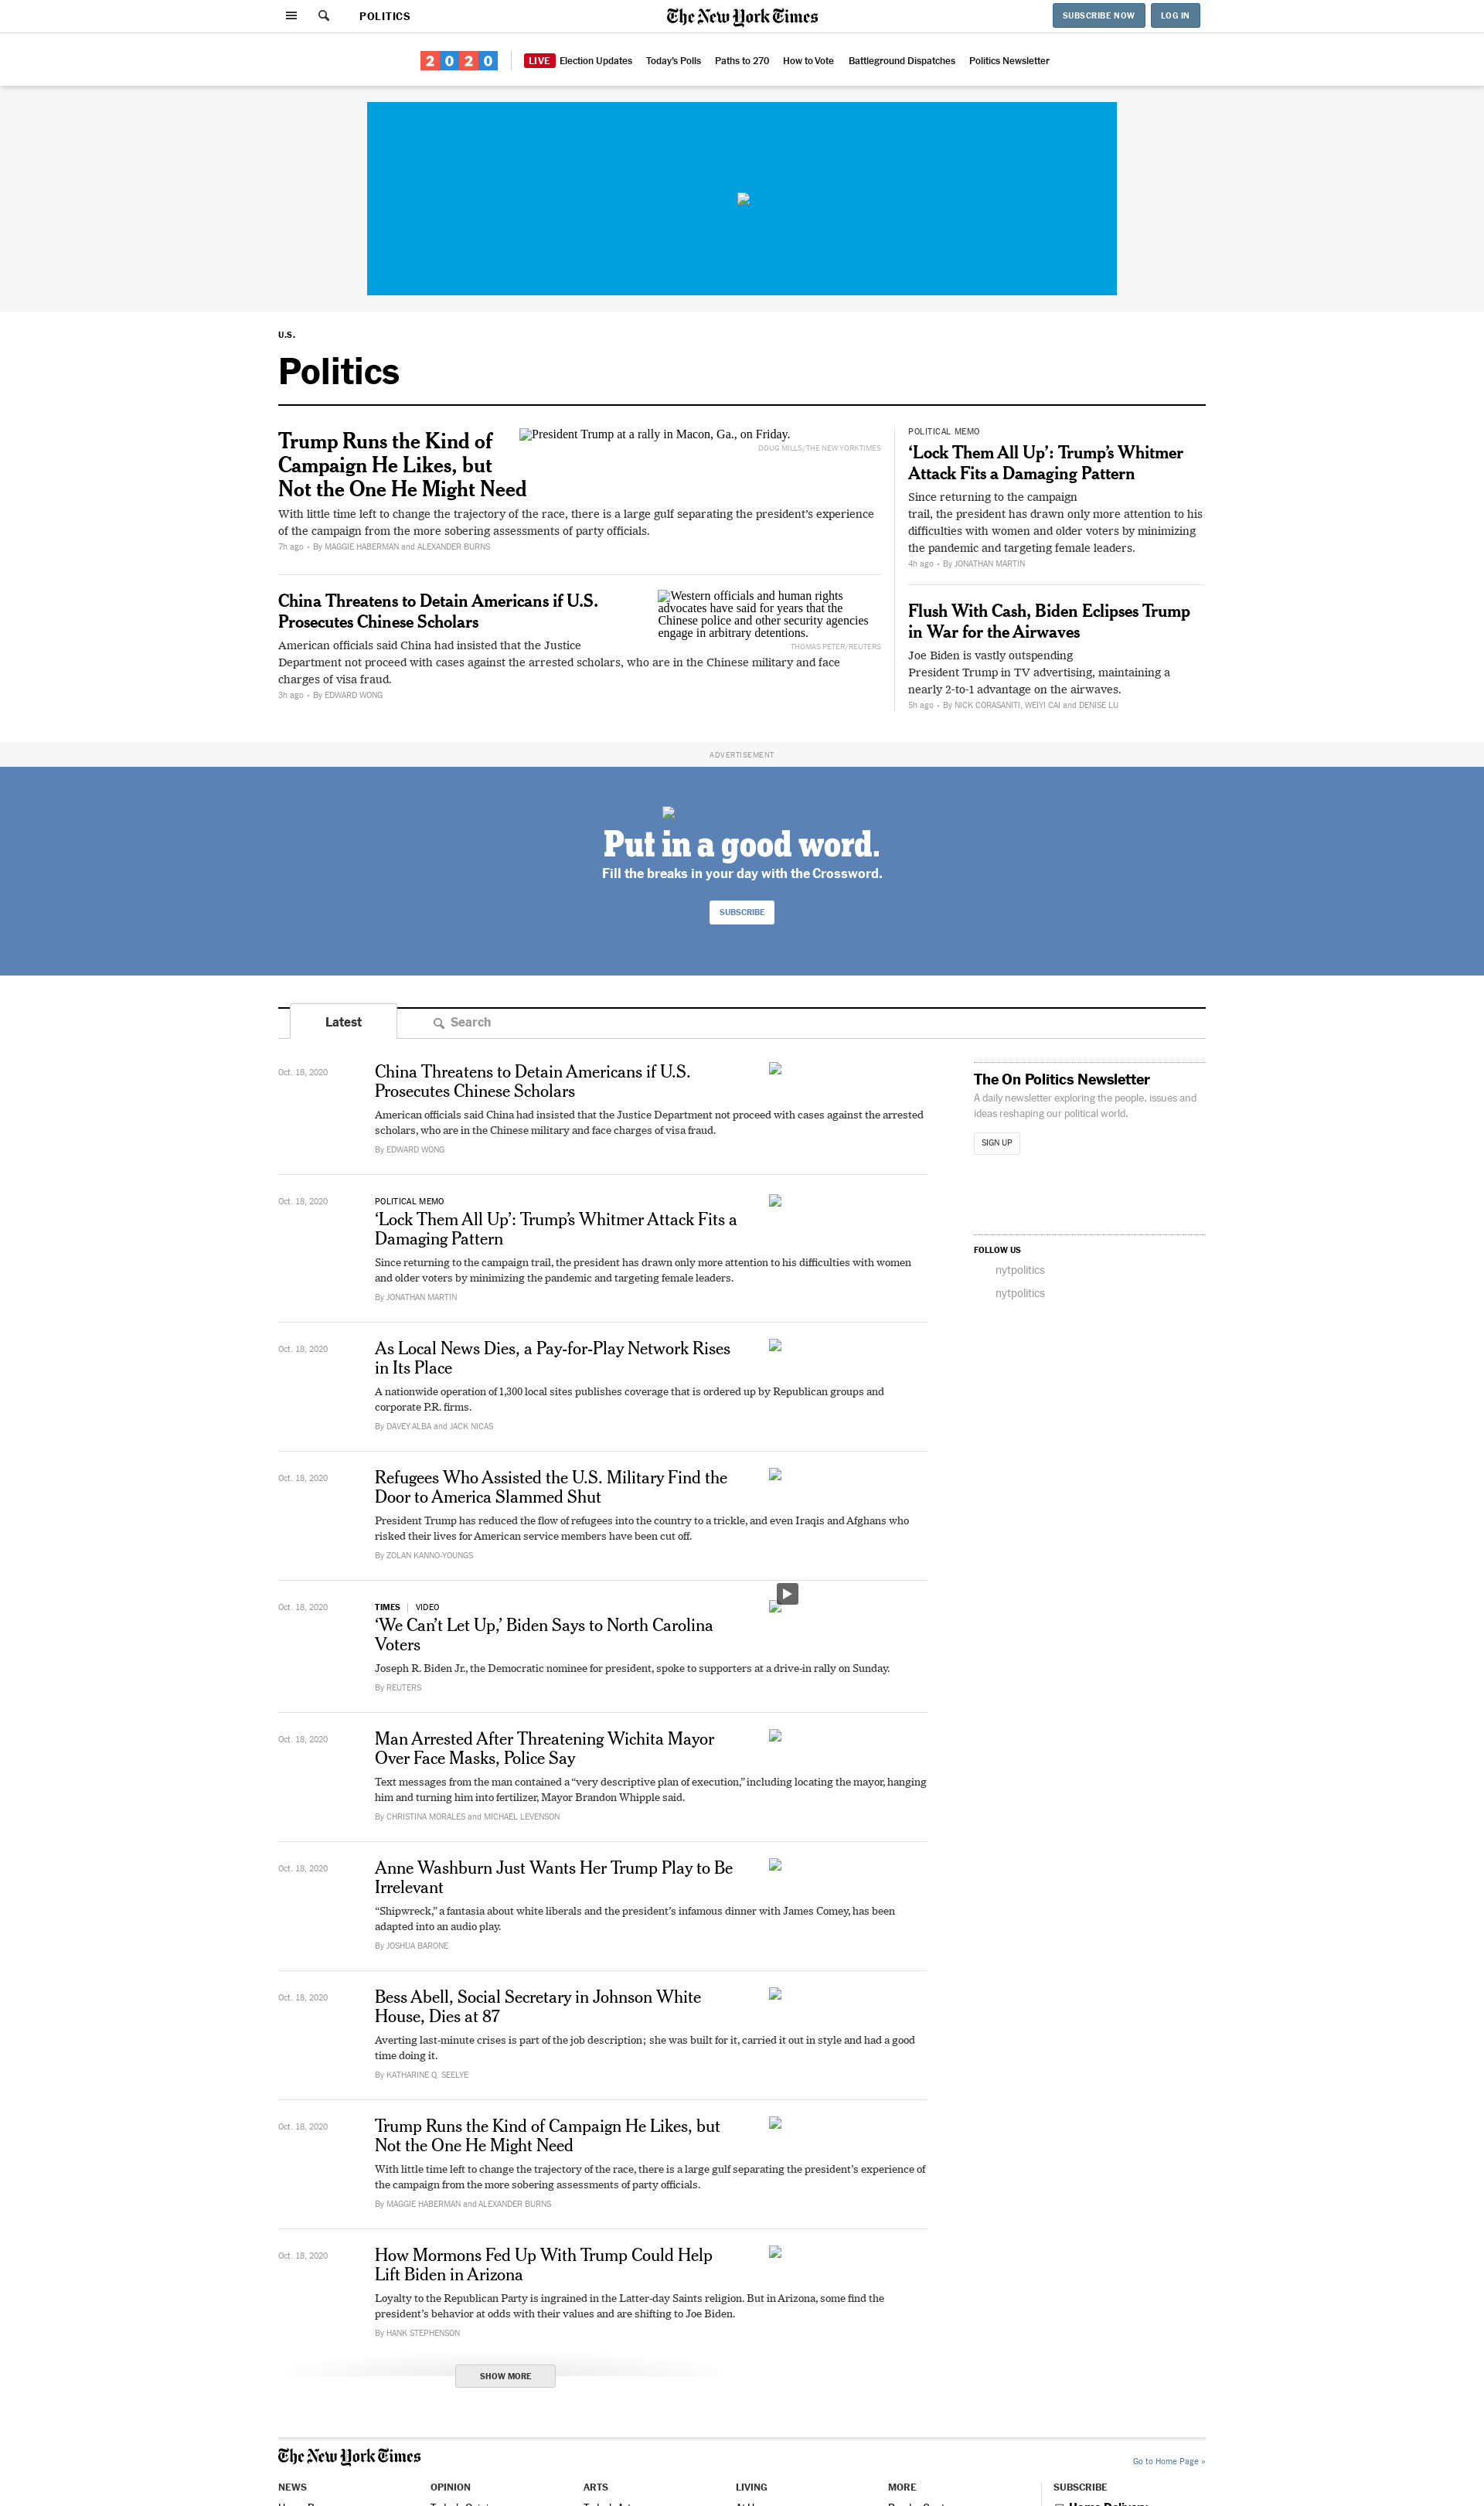 POLITICS
The New York Times
SUBSCRIBE NOW
LOG IN
2020
LIVE Election Updates
Today's Polls
Paths to 270
How to Vote
Battleground Dispatches
Politics Newsletter
U.S.
Politics
Trump Runs the Kind of
Campaign He Likes, but
Not the One He Might Need
President Trump at a rally in Macon, Ga., on Friday.
DOUG MILLS/THE NEW YORK TIMES
With little time left to change the trajectory of the race, there is a large gulf separating the president's experience
of the campaign from the more sobering assessments of party officials.
7h ago • By MAGGIE HABERMAN and ALEXANDER BURNS
China Threatens to Detain Americans if U.S.
Prosecutes Chinese Scholars
Western officials and human rights
advocates have said for years that the
Chinese police and other security agencies
engage in arbitrary detentions.
THOMAS PETER/REUTERS
American officials said China had insisted that the Justice
Department not proceed with cases against the arrested scholars, who are in the Chinese military and face
charges of visa fraud.
3h ago • By EDWARD WONG
POLITICAL MEMO
‘Lock Them All Up’: Trump’s Whitmer
Attack Fits a Damaging Pattern
Since returning to the campaign
trail, the president has drawn only more attention to his
difficulties with women and older voters by minimizing
the pandemic and targeting female leaders.
4h ago • By JONATHAN MARTIN
Flush With Cash, Biden Eclipses Trump
in War for the Airwaves
Joe Biden is vastly outspending
President Trump in TV advertising, maintaining a
nearly 2-to-1 advantage on the airwaves.
5h ago • By NICK CORASANITI, WEIYI CAI and DENISE LU
ADVERTISEMENT
Put in a good word.
Fill the breaks in your day with the Crossword.
SUBSCRIBE
Latest
Search
Oct. 18, 2020
China Threatens to Detain Americans if U.S.
Prosecutes Chinese Scholars
American officials said China had insisted that the Justice Department not proceed with cases against the arrested
scholars, who are in the Chinese military and face charges of visa fraud.
By EDWARD WONG
Oct. 18, 2020
POLITICAL MEMO
‘Lock Them All Up’: Trump’s Whitmer Attack Fits a
Damaging Pattern
Since returning to the campaign trail, the president has drawn only more attention to his difficulties with women
and older voters by minimizing the pandemic and targeting female leaders.
By JONATHAN MARTIN
Oct. 18, 2020
As Local News Dies, a Pay-for-Play Network Rises
in Its Place
A nationwide operation of 1,300 local sites publishes coverage that is ordered up by Republican groups and
corporate P.R. firms.
By DAVEY ALBA and JACK NICAS
Oct. 18, 2020
Refugees Who Assisted the U.S. Military Find the
Door to America Slammed Shut
President Trump has reduced the flow of refugees into the country to a trickle, and even Iraqis and Afghans who
risked their lives for American service members have been cut off.
By ZOLAN KANNO-YOUNGS
Oct. 18, 2020
TIMES | VIDEO
‘We Can’t Let Up,’ Biden Says to North Carolina
Voters
Joseph R. Biden Jr., the Democratic nominee for president, spoke to supporters at a drive-in rally on Sunday.
By REUTERS
Oct. 18, 2020
Man Arrested After Threatening Wichita Mayor
Over Face Masks, Police Say
Text messages from the man contained a “very descriptive plan of execution,” including locating the mayor, hanging
him and turning him into fertilizer, Mayor Brandon Whipple said.
By CHRISTINA MORALES and MICHAEL LEVENSON
Oct. 18, 2020
Anne Washburn Just Wants Her Trump Play to Be
Irrelevant
“Shipwreck,” a fantasia about white liberals and the president’s infamous dinner with James Comey, has been
adapted into an audio play.
By JOSHUA BARONE
Oct. 18, 2020
Bess Abell, Social Secretary in Johnson White
House, Dies at 87
Averting last-minute crises is part of the job description; she was built for it, carried it out in style and had a good
time doing it.
By KATHARINE Q. SEELYE
Oct. 18, 2020
Trump Runs the Kind of Campaign He Likes, but
Not the One He Might Need
With little time left to change the trajectory of the race, there is a large gulf separating the president’s experience of
the campaign from the more sobering assessments of party officials.
By MAGGIE HABERMAN and ALEXANDER BURNS
Oct. 18, 2020
How Mormons Fed Up With Trump Could Help
Lift Biden in Arizona
Loyalty to the Republican Party is ingrained in the Latter-day Saints religion. But in Arizona, some find the
president’s behavior at odds with their values and are shifting to Joe Biden.
By HANK STEPHENSON
SHOW MORE
The On Politics Newsletter
A daily newsletter exploring the people, issues and
ideas reshaping our political world.
SIGN UP
FOLLOW US
nytpolitics
nytpolitics
The New York Times
Go to Home Page »
NEWS
OPINION
ARTS
LIVING
MORE
SUBSCRIBE